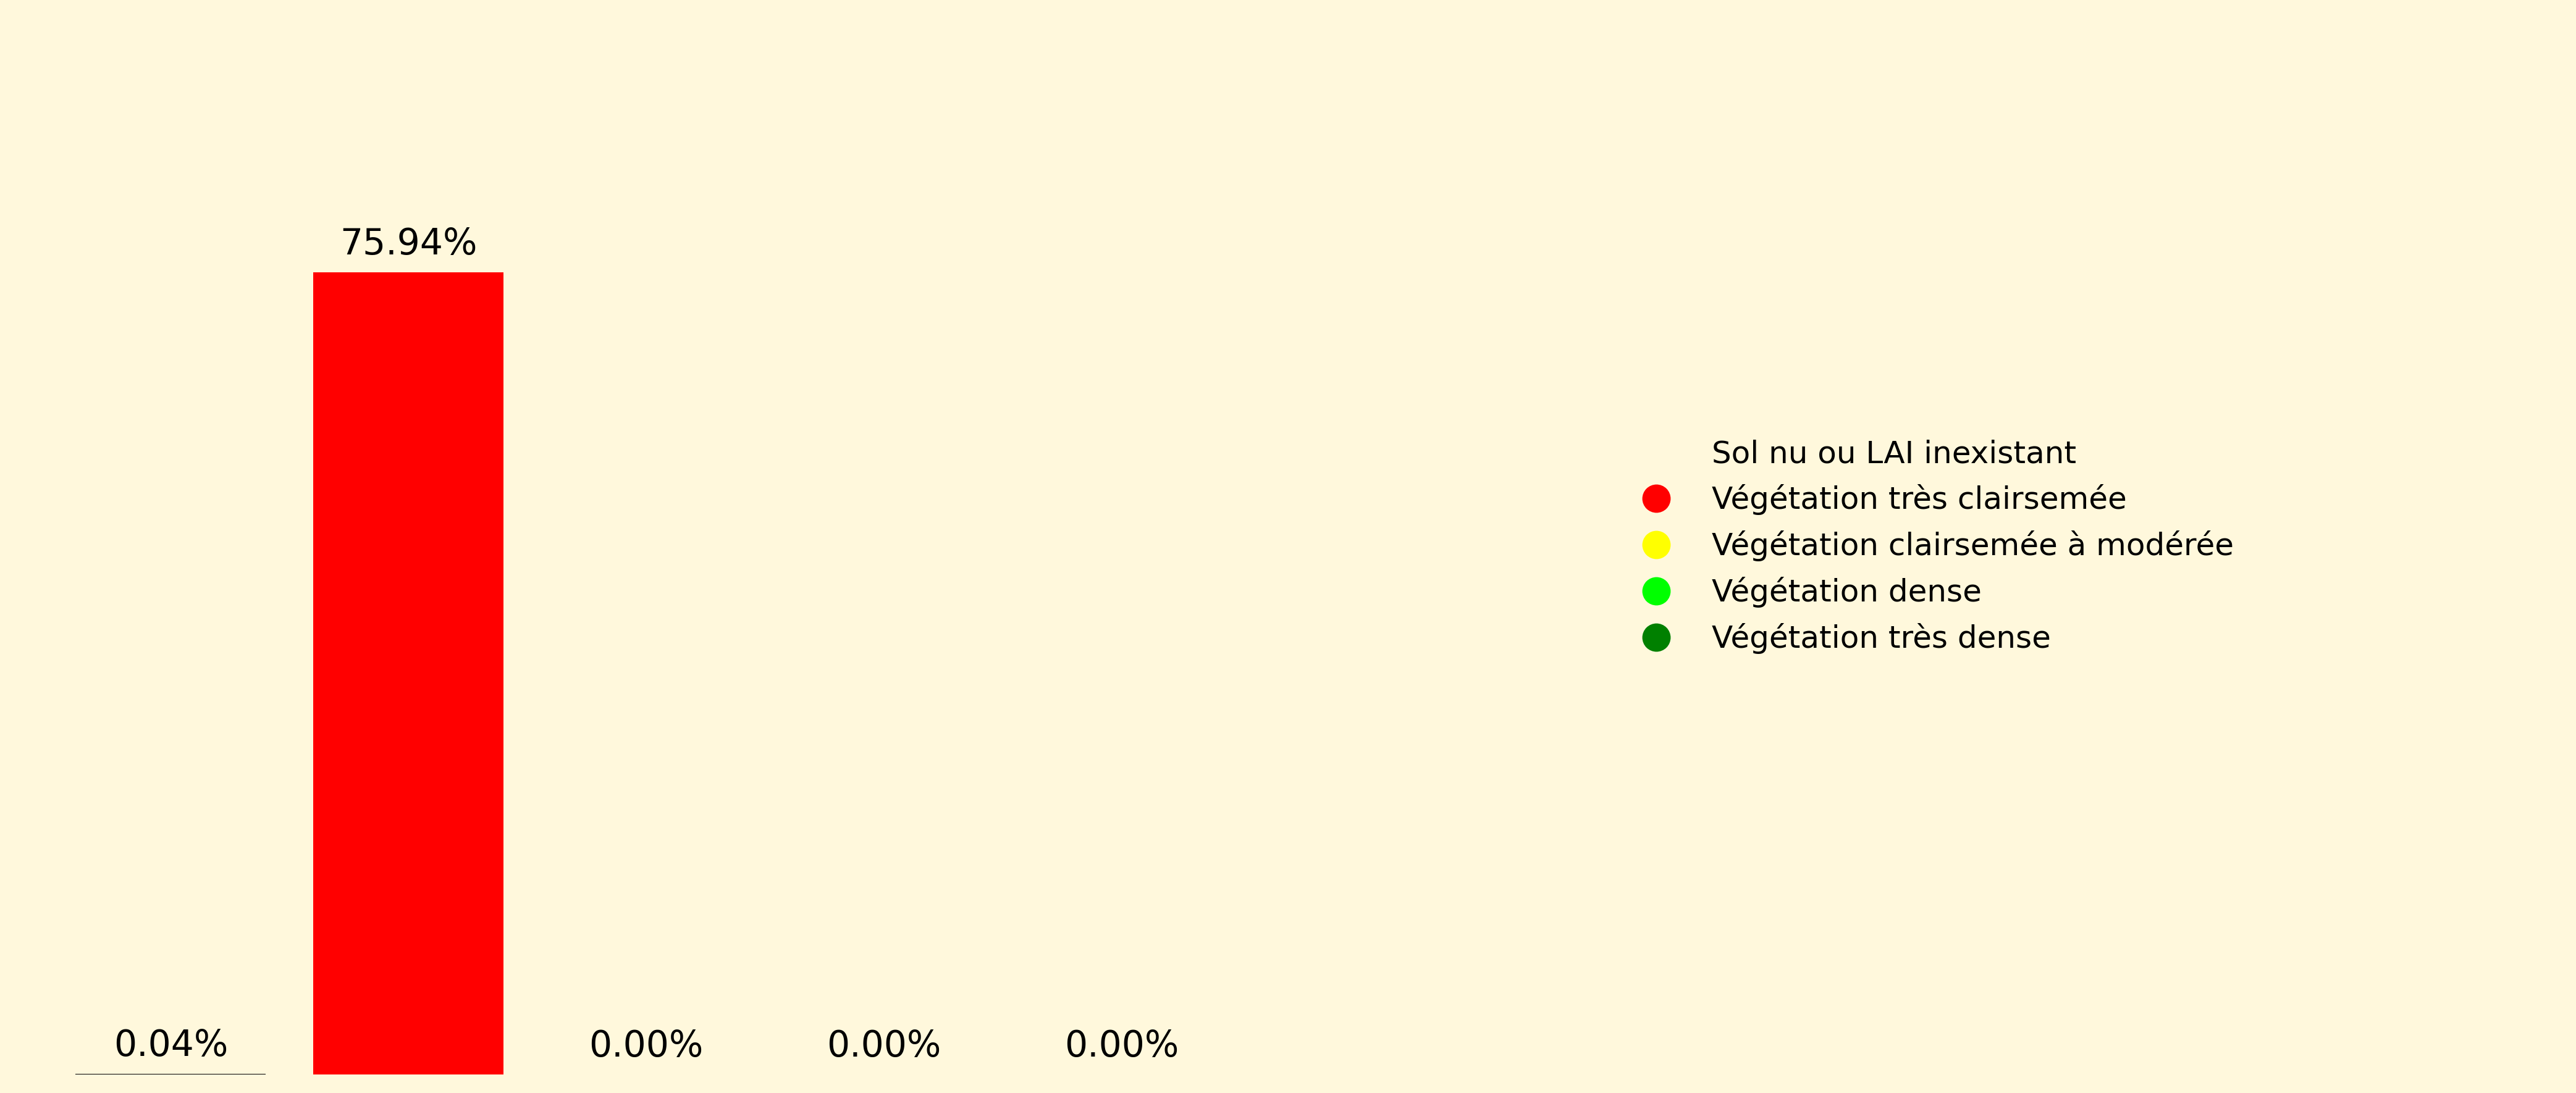 75.94%
0.04%
0.00%
0.00%
0.00%
Sol nu ou LAI inexistant
Végétation très clairsemée
Végétation clairsemée à modérée
Végétation dense
Végétation très dense